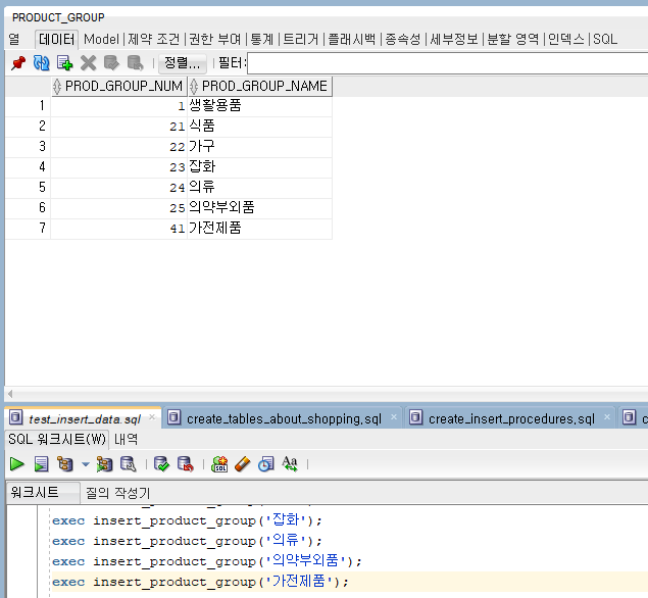 PRODUCT_GROUP
열 데이터 Model|제약 조건|권한 부여|통계|트리거|플래시백|종속성|세부정보|분할 영역|인덱스|SQL
정렬... 필터:
PROD_GROUP_NUM PROD_GROUP_NAME
1 1 생활용품
2 21 식품
3 22 가구
4 23 잡화
5 24 의류
6 25 의약부외품
7 41 가전제품
test_insert_data.sql create_tables_about_shopping.sql create_insert_procedures.sql c
SQL 워크시트(W) 내역
워크시트 질의 작성기
exec insert_product_group('잡화');
exec insert_product_group('의류');
exec insert_product_group('의약부외품');
exec insert_product_group('가전제품');